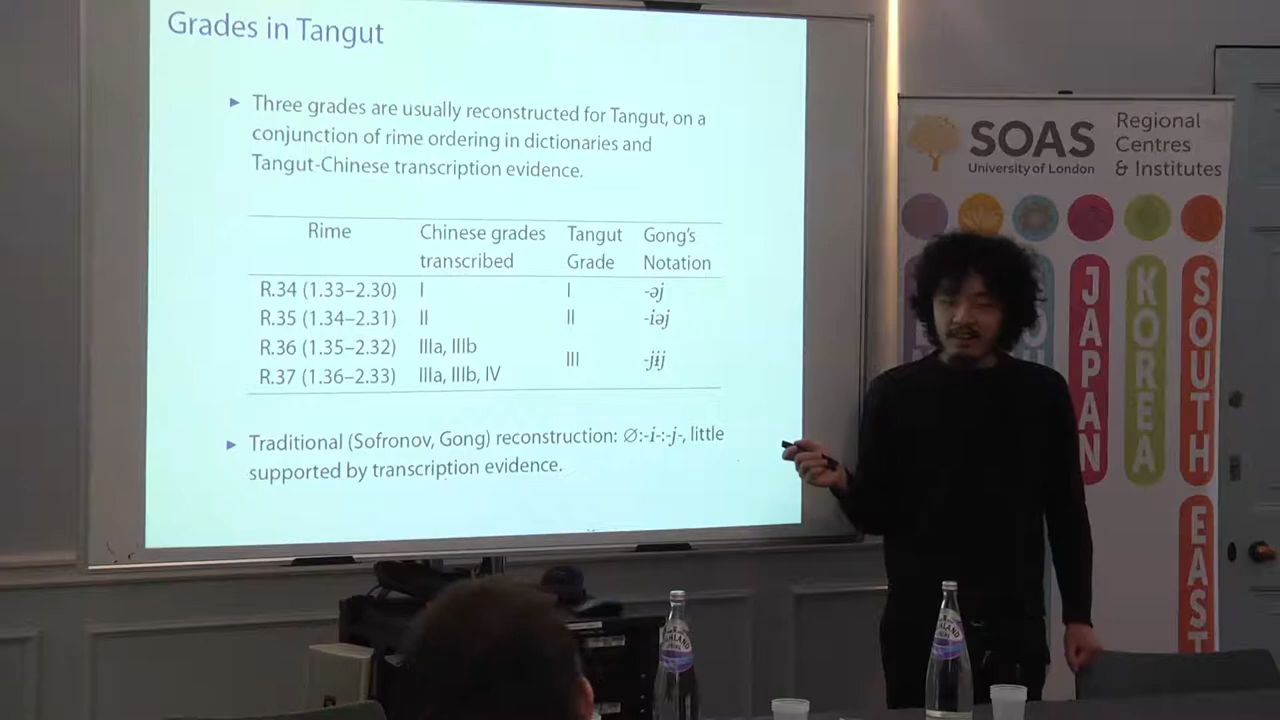 Grades in Tangut
▶ Three grades are usually reconstructed for Tangut, on a
conjunction of rime ordering in dictionaries and
Tangut-Chinese transcription evidence.
Rime Chinese grades Tangut Gong's
transcribed Grade Notation
R.34 (1.33–2.30) I I -əj
R.35 (1.34–2.31) II II -iəj
R.36 (1.35–2.32) IIIa, IIIb
III -jɨj
R.37 (1.36–2.33) IIIa, IIIb, IV
▶ Traditional (Sofronov, Gong) reconstruction: Ø:-i-:-j-, little
supported by transcription evidence.
SOAS
University of London
Regional
Centres
& Institutes
JAPAN
KOREA
SOUTH
EAST